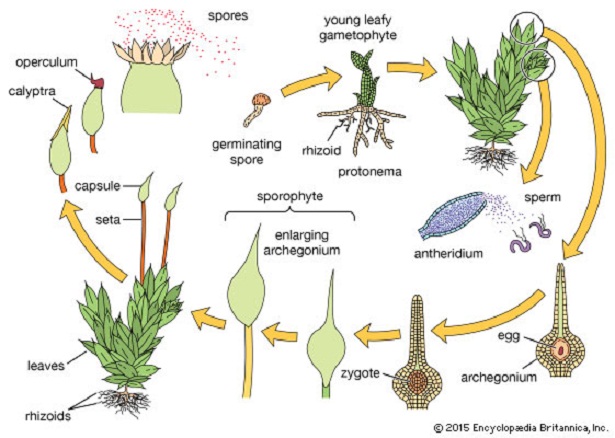 spores
young leafy
gametophyte
operculum
calyptra
germinating
spore
rhizoid
protonema
capsule
seta
sporophyte
enlarging
archegonium
sperm
antheridium
egg
archegonium
zygote
leaves
rhizoids
© 2015 Encyclopædia Britannica, Inc.